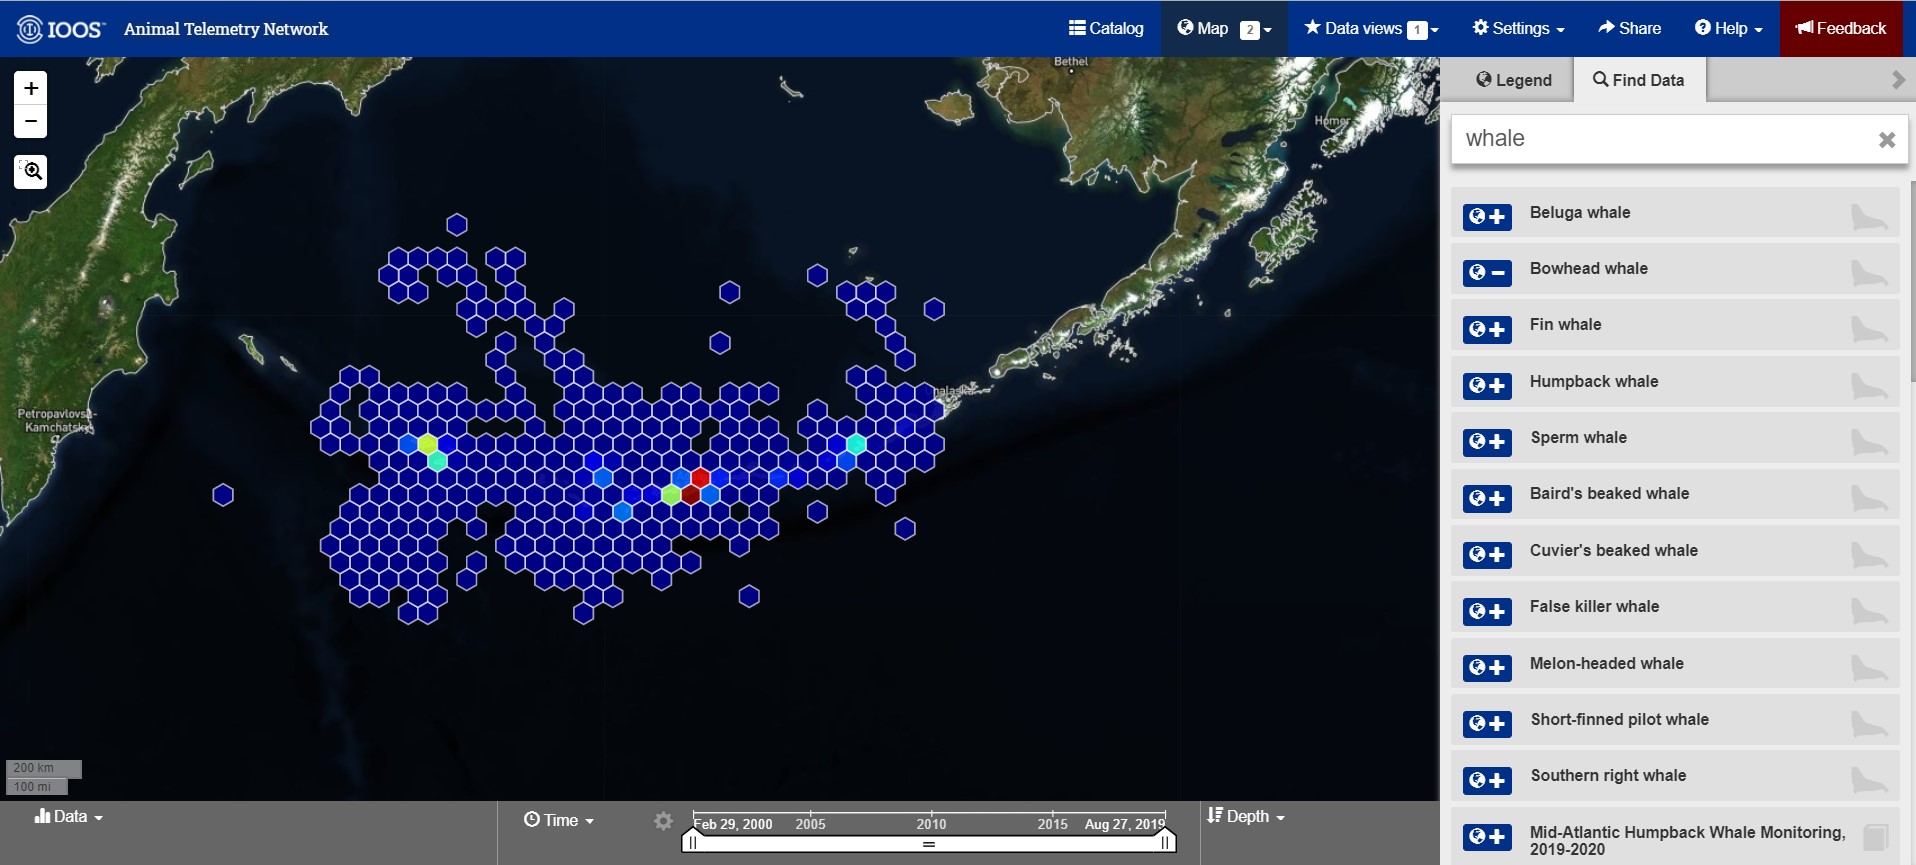 IOOS™ Animal Telemetry Network
Catalog
Map 2
Data views 1
Settings
Share
Help
Feedback
Bethel
Homer
Petropavlovsk-
Kamchatsky
+
−
200 km
100 mi
Legend
Find Data
whale
Beluga whale
Bowhead whale
Fin whale
Humpback whale
Sperm whale
Baird's beaked whale
Cuvier's beaked whale
False killer whale
Melon-headed whale
Short-finned pilot whale
Southern right whale
Mid-Atlantic Humpback Whale Monitoring,
2019-2020
Data
Time
Feb 29, 2000 2005 2010 2015 Aug 27, 2019
Depth